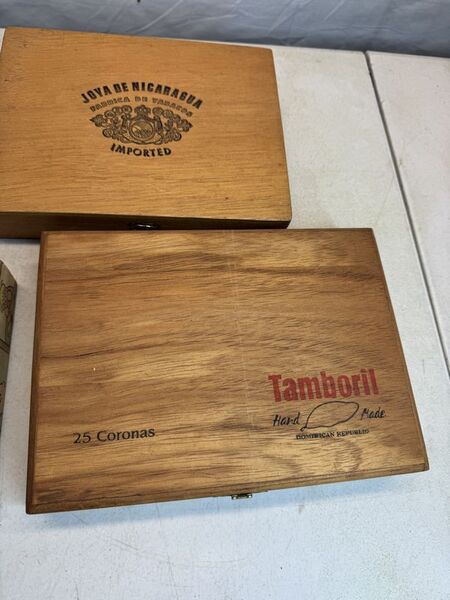 JOYA DE NICARAGUA
FABRICA DE TABACOS
IMPORTED
Tamboril
Hand Made
DOMINICAN REPUBLIC
25 Coronas